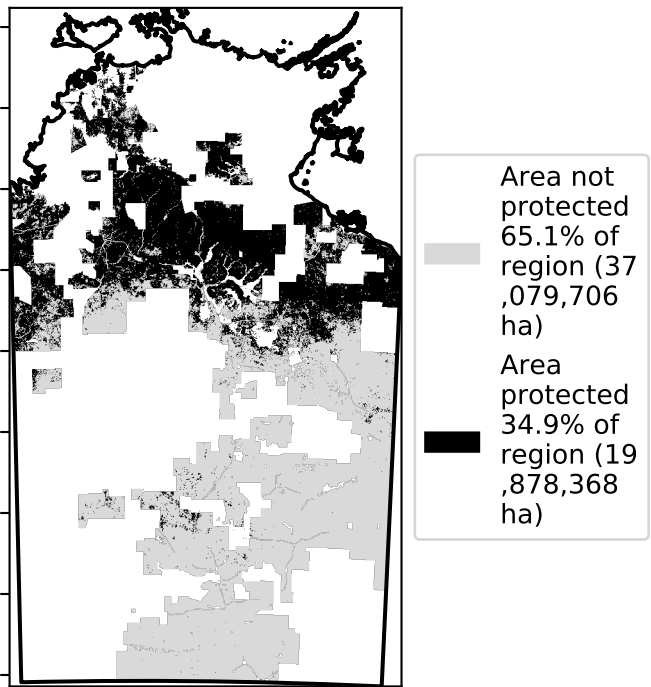 Area not
protected
65.1% of
region (37
,079,706
ha)
Area
protected
34.9% of
region (19
,878,368
ha)